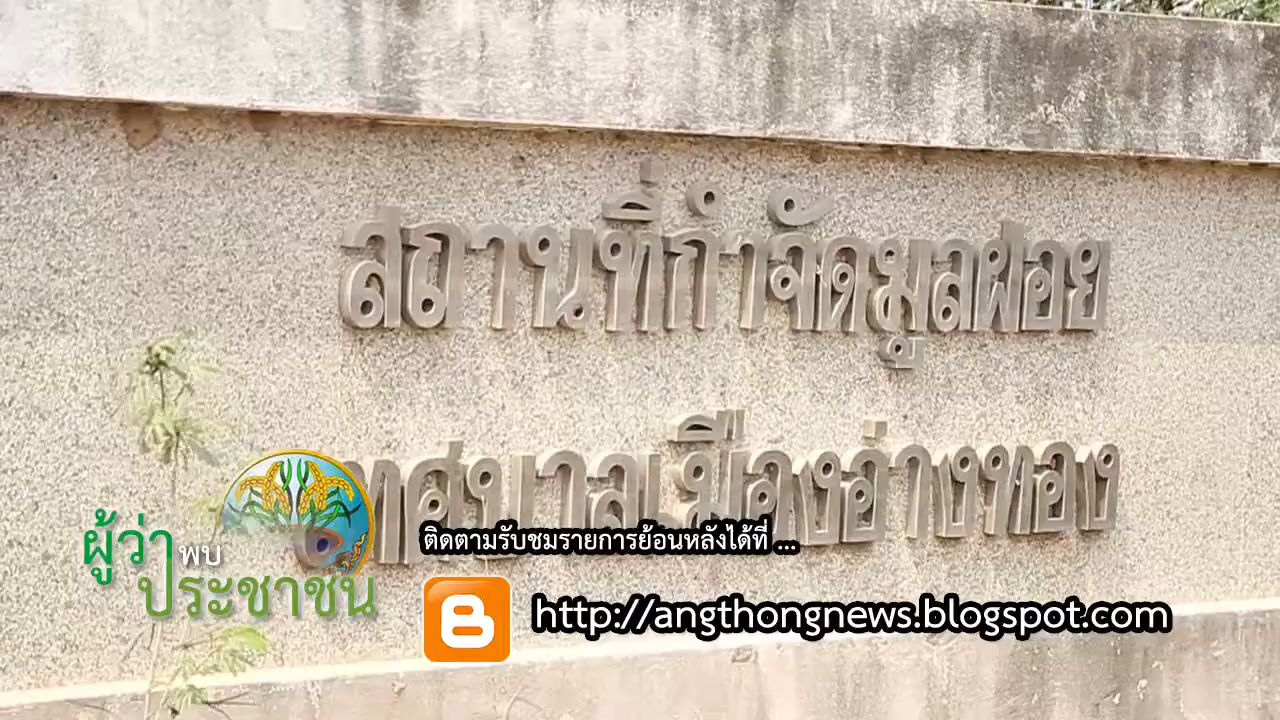 สถานที่กำจัดมูลฝอย
เทศบาลเมืองอ่างทอง
ผู้ว่า
พบ
ประชาชน
ติดตามรับชมรายการย้อนหลังได้ที่ ...
http://angthongnews.blogspot.com